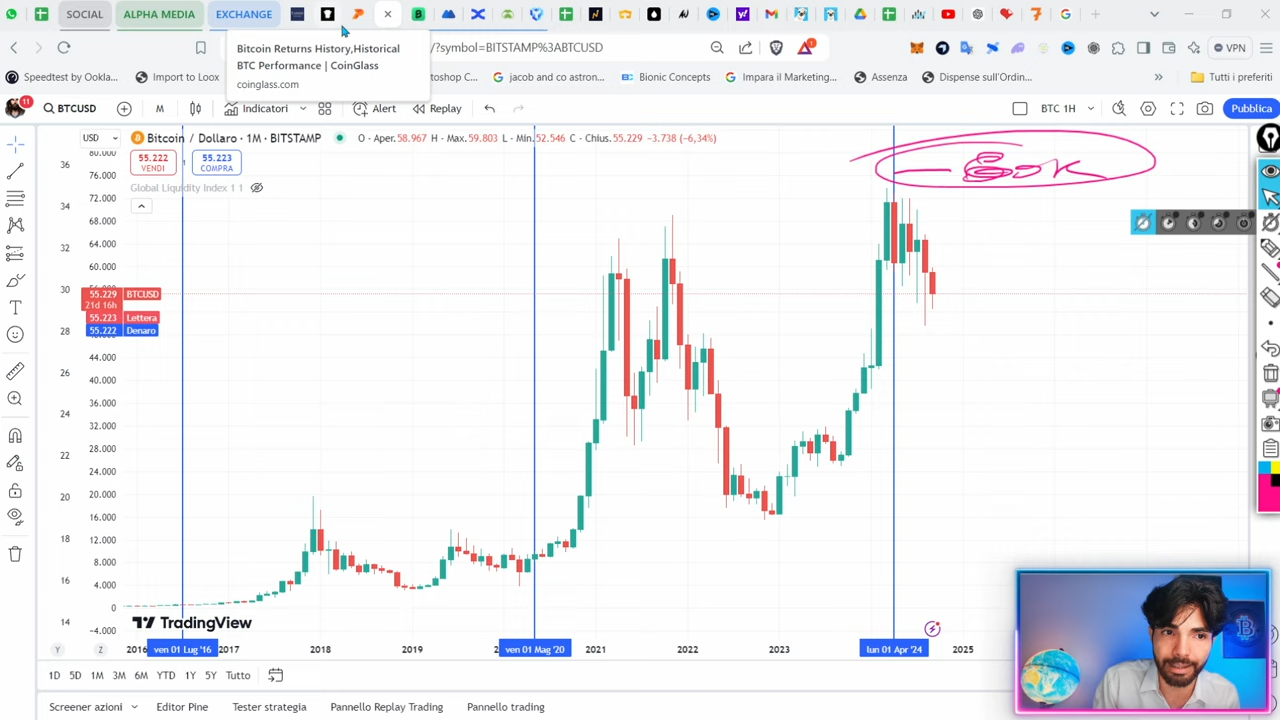 SOCIAL
ALPHA MEDIA
EXCHANGE
Bitcoin Returns History,Historical
BTC Performance | CoinGlass
coinglass.com
/?symbol=BITSTAMP%3ABTCUSD
1
VPN
Speedtest by Ookla...
Import to Loox
toshop C...
jacob and co astron...
Bionic Concepts
Impara il Marketing...
Assenza
Dispense sull'Orien...
Tutti i preferiti
11
BTCUSD
M
Indicatori
Alert
Replay
BTC 1H
Pubblica
USD
Bitcoin / Dollaro · 1M · BITSTAMP
O - Aper.58.967 H - Max.59.803 L - Min.52.546 C - Chius.55.229 -3.738 (-6,34%)
55.222
VENDI
1
55.223
COMPRA
Global Liquidity Index 1 1
36
34
32
30
28
26
24
22
20
18
16
14
80.000
76.000
72.000
68.000
64.000
60.000
44.000
40.000
36.000
32.000
28.000
24.000
20.000
16.000
12.000
8.000
4.000
0
-4.000
55.229 BTCUSD
21d 16h
55.223 Lettera
55.222 Denaro
TradingView
2016
ven 01 Lug '16
2017
2018
2019
ven 01 Mag '20
2021
2022
2023
lun 01 Apr '24
2025
Y
Z
1D 5D 1M 3M 6M YTD 1Y 5Y Tutto
Screener azioni
Editor Pine
Tester strategia
Pannello Replay Trading
Pannello trading